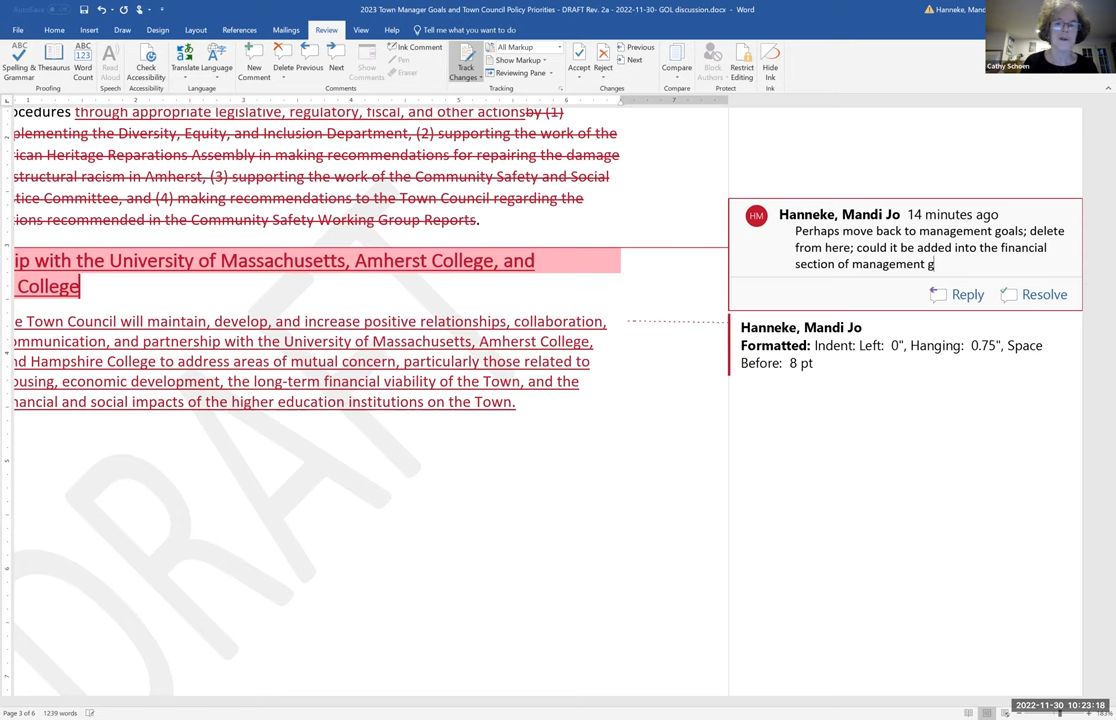 AutoSave
2023 Town Manager Goals and Town Council Policy Priorities - DRAFT Rev. 2a - 2022-11-30- GOL discussion.docx - Word
Hanneke, Mandi
File Home Insert Draw Design Layout References Mailings Review View Help Tell me what you want to do
Spelling & Grammar
Thesaurus
Word Count
Read Aloud
Check Accessibility
Translate
Language
New Comment
Delete
Previous
Next
Show Comments
Ink Comment
Pen
Eraser
Track Changes
All Markup
Show Markup
Reviewing Pane
Accept
Reject
Previous
Next
Compare
Block Authors
Restrict Editing
Hide Ink
Proofing Speech Accessibility Language Comments Tracking Changes Compare Protect Ink
Cathy Schoen
1 2 3 4 5 6 7
ocedures through appropriate legislative, regulatory, fiscal, and other actionsby (1)
plementing the Diversity, Equity, and Inclusion Department, (2) supporting the work of the
ican Heritage Reparations Assembly in making recommendations for repairing the damage
structural racism in Amherst, (3) supporting the work of the Community Safety and Social
tice Committee, and (4) making recommendations to the Town Council regarding the
ions recommended in the Community Safety Working Group Reports.
ip with the University of Massachusetts, Amherst College, and
College
e Town Council will maintain, develop, and increase positive relationships, collaboration,
ommunication, and partnership with the University of Massachusetts, Amherst College,
nd Hampshire College to address areas of mutual concern, particularly those related to
ousing, economic development, the long-term financial viability of the Town, and the
nancial and social impacts of the higher education institutions on the Town.
DRAFT
HM
Hanneke, Mandi Jo 14 minutes ago
Perhaps move back to management goals; delete
from here; could it be added into the financial
section of management g
Reply Resolve
Hanneke, Mandi Jo
Formatted: Indent: Left: 0", Hanging: 0.75", Space
Before: 8 pt
2022-11-30 10:23:18
Page 3 of 6 1239 words